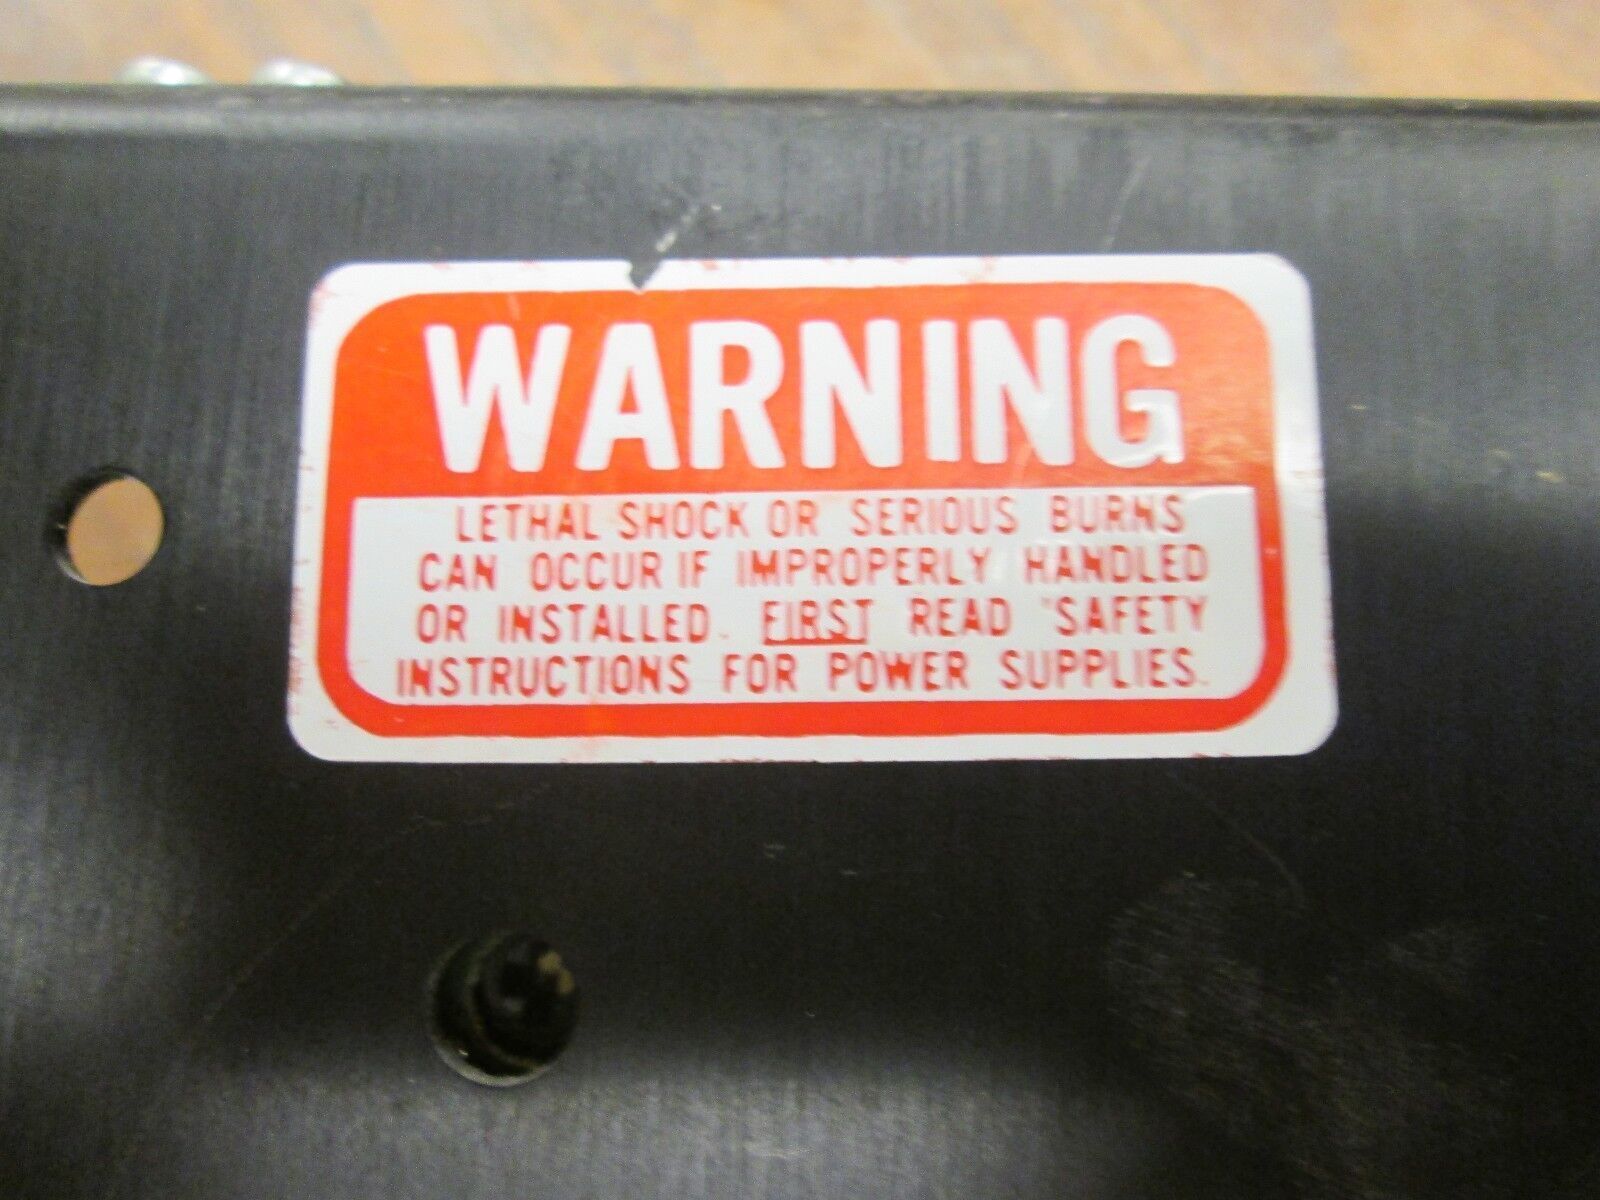 WARNING
LETHAL SHOCK OR SERIOUS BURNS
CAN OCCUR IF IMPROPERLY HANDLED
OR INSTALLED. FIRST READ "SAFETY
INSTRUCTIONS FOR POWER SUPPLIES.